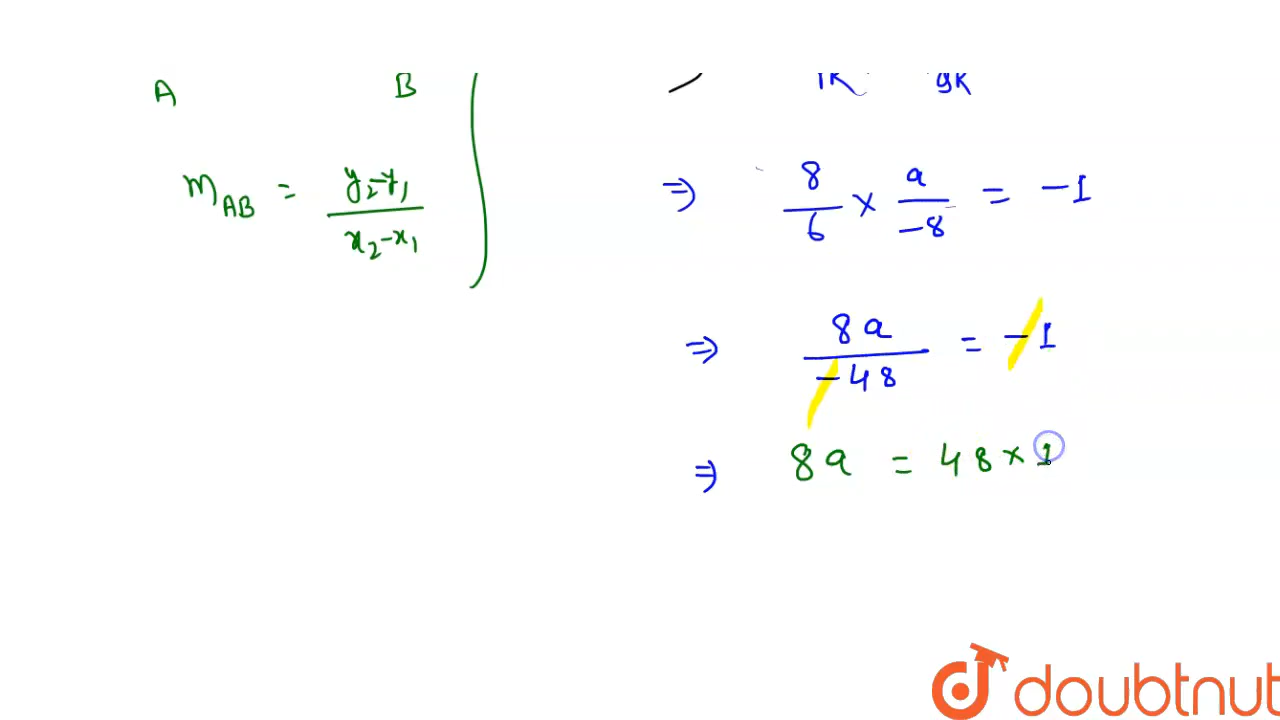 A B
m_AB = (y₂-y₁)/(x₂-x₁)
⇒ 8/6 × a/-8 = -1
⇒ 8a/-48 = -1
⇒ 8a = 48 × 1
doubtnut